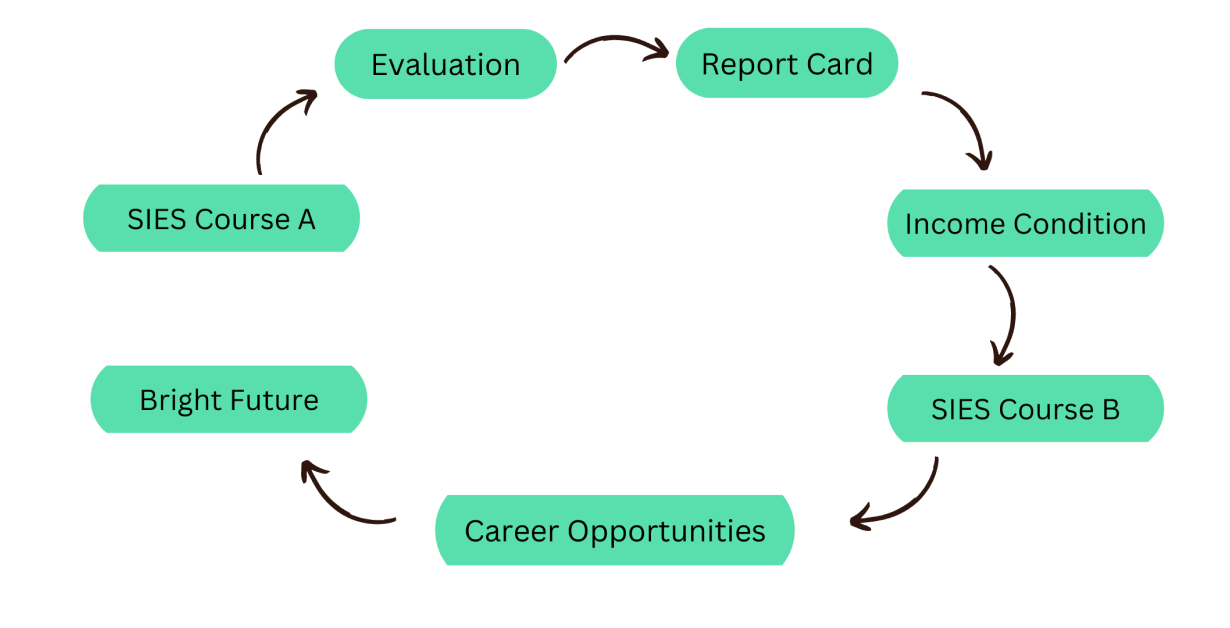 Evaluation
Report Card
SIES Course A
Income Condition
Bright Future
SIES Course B
Career Opportunities